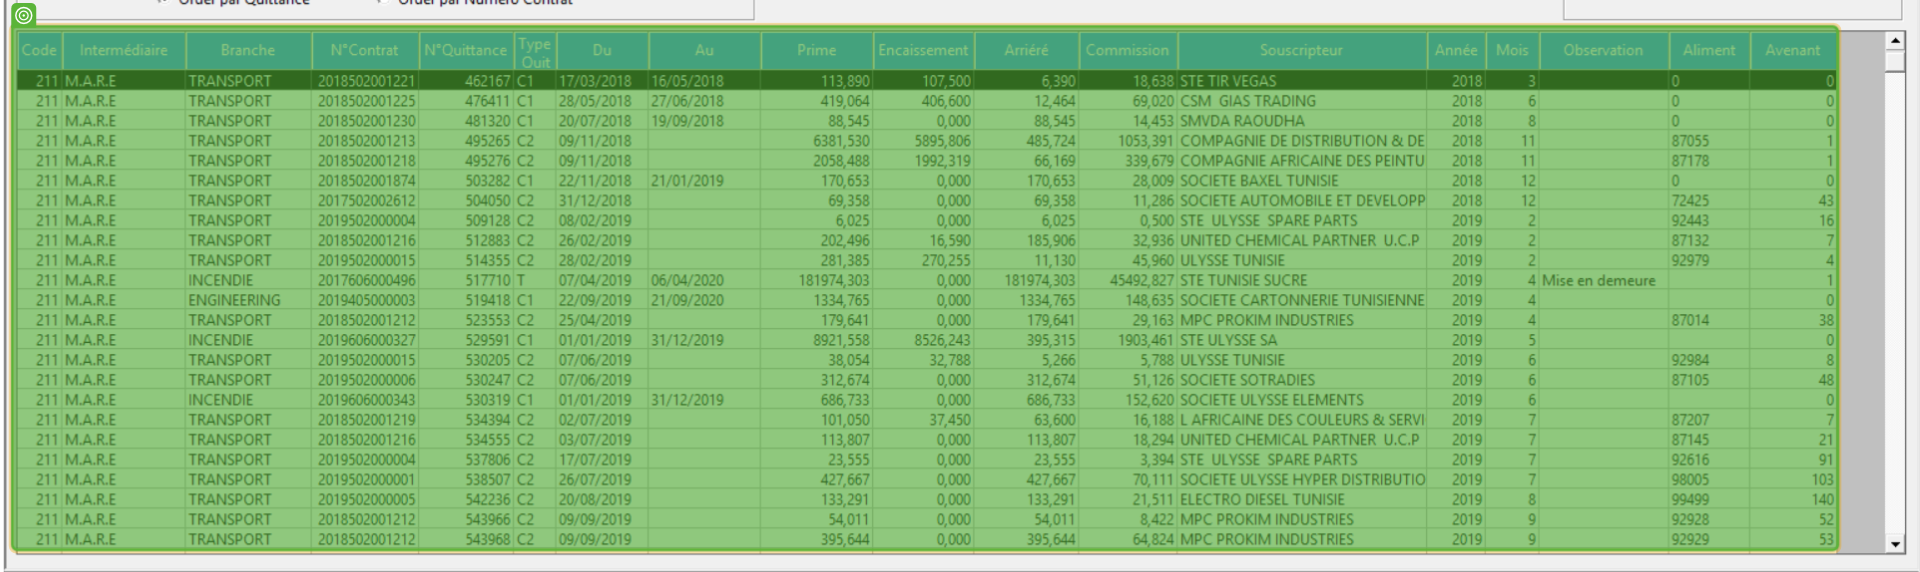 Order par Quittance Order par Numéro Contrat
Code Intermédiaire Branche N°Contrat N°Quittance Type Quit Du Au Prime Encaissement Arriéré Commission Souscripteur Année Mois Observation Aliment Avenant
211 M.A.R.E TRANSPORT 2018502001221 462167 C1 17/03/2018 16/05/2018 113,890 107,500 6,390 18,638 STE TIR VEGAS 2018 3 0 0
211 M.A.R.E TRANSPORT 2018502001225 476411 C1 28/05/2018 27/06/2018 419,064 406,600 12,464 69,020 CSM GIAS TRADING 2018 6 0 0
211 M.A.R.E TRANSPORT 2018502001230 481320 C1 20/07/2018 19/09/2018 88,545 0,000 88,545 14,453 SMVDA RAOUDHA 2018 8 0 0
211 M.A.R.E TRANSPORT 2018502001213 495265 C2 09/11/2018 6381,530 5895,806 485,724 1053,391 COMPAGNIE DE DISTRIBUTION & DE 2018 11 87055 1
211 M.A.R.E TRANSPORT 2018502001218 495276 C2 09/11/2018 2058,488 1992,319 66,169 339,679 COMPAGNIE AFRICAINE DES PEINTU 2018 11 87178 1
211 M.A.R.E TRANSPORT 2018502001874 503282 C1 22/11/2018 21/01/2019 170,653 0,000 170,653 28,009 SOCIETE BAXEL TUNISIE 2018 12 0 0
211 M.A.R.E TRANSPORT 2017502002612 504050 C2 31/12/2018 69,358 0,000 69,358 11,286 SOCIETE AUTOMOBILE ET DEVELOPP 2018 12 72425 43
211 M.A.R.E TRANSPORT 2019502000004 509128 C2 08/02/2019 6,025 0,000 6,025 0,500 STE ULYSSE SPARE PARTS 2019 2 92443 16
211 M.A.R.E TRANSPORT 2018502001216 512883 C2 26/02/2019 202,496 16,590 185,906 32,936 UNITED CHEMICAL PARTNER U.C.P 2019 2 87132 7
211 M.A.R.E TRANSPORT 2019502000015 514355 C2 28/02/2019 281,385 270,255 11,130 45,960 ULYSSE TUNISIE 2019 2 92979 4
211 M.A.R.E INCENDIE 2017606000496 517710 T 07/04/2019 06/04/2020 181974,303 0,000 181974,303 45492,827 STE TUNISIE SUCRE 2019 4 Mise en demeure 1
211 M.A.R.E ENGINEERING 2019405000003 519418 C1 22/09/2019 21/09/2020 1334,765 0,000 1334,765 148,635 SOCIETE CARTONNERIE TUNISIENNE 2019 4 0
211 M.A.R.E TRANSPORT 2018502001212 523553 C2 25/04/2019 179,641 0,000 179,641 29,163 MPC PROKIM INDUSTRIES 2019 4 87014 38
211 M.A.R.E INCENDIE 2019606000327 529591 C1 01/01/2019 31/12/2019 8921,558 8526,243 395,315 1903,461 STE ULYSSE SA 2019 5 0
211 M.A.R.E TRANSPORT 2019502000015 530205 C2 07/06/2019 38,054 32,788 5,266 5,788 ULYSSE TUNISIE 2019 6 92984 8
211 M.A.R.E TRANSPORT 2019502000006 530247 C2 07/06/2019 312,674 0,000 312,674 51,126 SOCIETE SOTRADIES 2019 6 87105 48
211 M.A.R.E INCENDIE 2019606000343 530319 C1 01/01/2019 31/12/2019 686,733 0,000 686,733 152,620 SOCIETE ULYSSE ELEMENTS 2019 6 0
211 M.A.R.E TRANSPORT 2018502001219 534394 C2 02/07/2019 101,050 37,450 63,600 16,188 L AFRICAINE DES COULEURS & SERVI 2019 7 87207 7
211 M.A.R.E TRANSPORT 2018502001216 534555 C2 03/07/2019 113,807 0,000 113,807 18,294 UNITED CHEMICAL PARTNER U.C.P 2019 7 87145 21
211 M.A.R.E TRANSPORT 2019502000004 537806 C2 17/07/2019 23,555 0,000 23,555 3,394 STE ULYSSE SPARE PARTS 2019 7 92616 91
211 M.A.R.E TRANSPORT 2019502000001 538507 C2 26/07/2019 427,667 0,000 427,667 70,111 SOCIETE ULYSSE HYPER DISTRIBUTIO 2019 7 98005 103
211 M.A.R.E TRANSPORT 2019502000005 542236 C2 20/08/2019 133,291 0,000 133,291 21,511 ELECTRO DIESEL TUNISIE 2019 8 99499 140
211 M.A.R.E TRANSPORT 2018502001212 543966 C2 09/09/2019 54,011 0,000 54,011 8,422 MPC PROKIM INDUSTRIES 2019 9 92928 52
211 M.A.R.E TRANSPORT 2018502001212 543968 C2 09/09/2019 395,644 0,000 395,644 64,824 MPC PROKIM INDUSTRIES 2019 9 92929 53